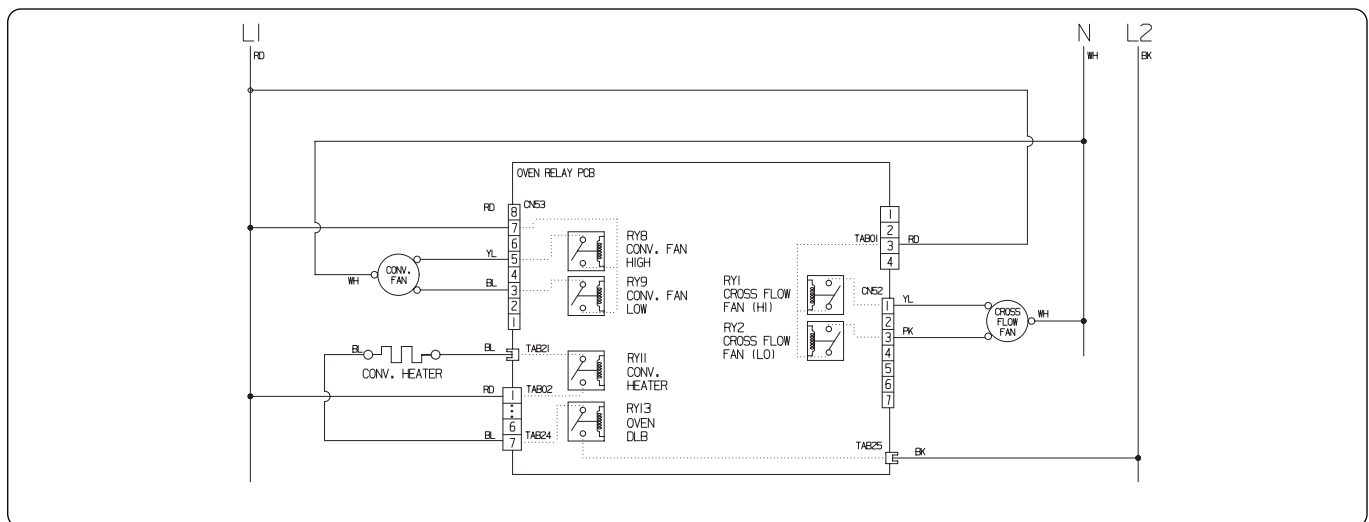 L1
N
L2
RD
WH
BK
OVEN RELAY PCB
RD
CN53
8
7
6
5
4
3
2
1
YL
BL
CONV.
FAN
WH
RY8
CONV. FAN
HIGH
RY9
CONV. FAN
LOW
1
2
3
4
TAB01
RD
RY1
CROSS FLOW
FAN (HI)
RY2
CROSS FLOW
FAN (LO)
CN52
1
2
3
4
5
6
7
YL
PK
CROSS
FLOW
FAN
WH
BL
CONV. HEATER
BL
TAB21
RY11
CONV.
HEATER
RD
1
6
7
TAB02
BL
TAB24
RY13
OVEN
DLB
TAB25
BK